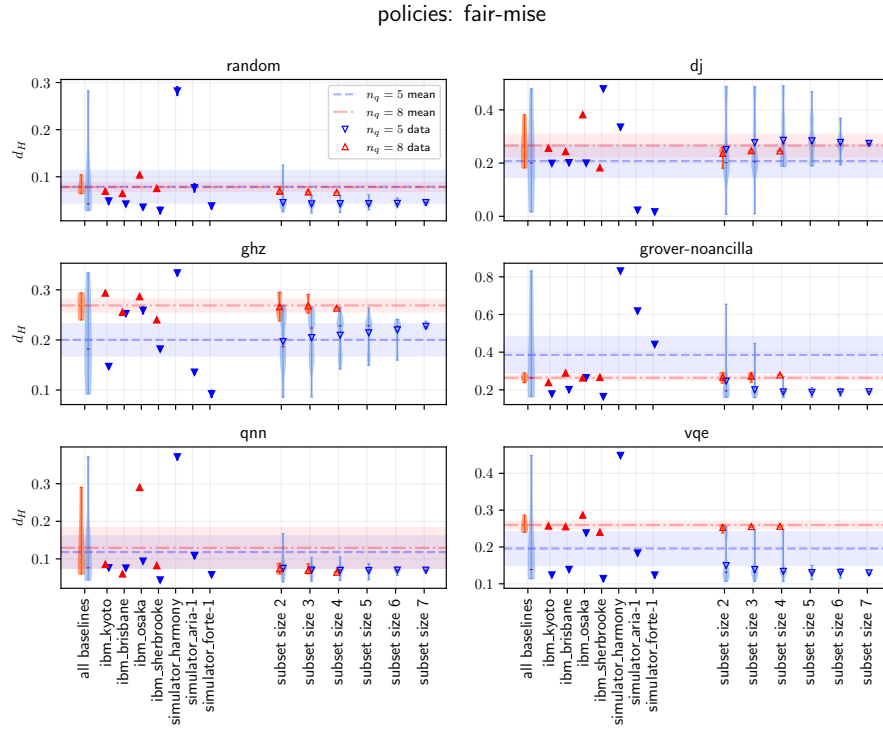 policies: fair-mise
random
dj
0.3
0.2
0.1
d_H
n_q = 5 mean
n_q = 8 mean
n_q = 5 data
n_q = 8 data
0.4
0.2
0.0
ghz
grover-noancilla
0.3
0.2
0.1
d_H
0.8
0.6
0.4
0.2
qnn
vqe
0.3
0.2
0.1
d_H
0.4
0.3
0.2
0.1
all baselines
ibm_kyoto
ibm_brisbane
ibm_osaka
ibm_sherbrooke
simulator_harmony
simulator_aria-1
simulator_forte-1
subset size 2
subset size 3
subset size 4
subset size 5
subset size 6
subset size 7
all baselines
ibm_kyoto
ibm_brisbane
ibm_osaka
ibm_sherbrooke
simulator_harmony
simulator_aria-1
simulator_forte-1
subset size 2
subset size 3
subset size 4
subset size 5
subset size 6
subset size 7